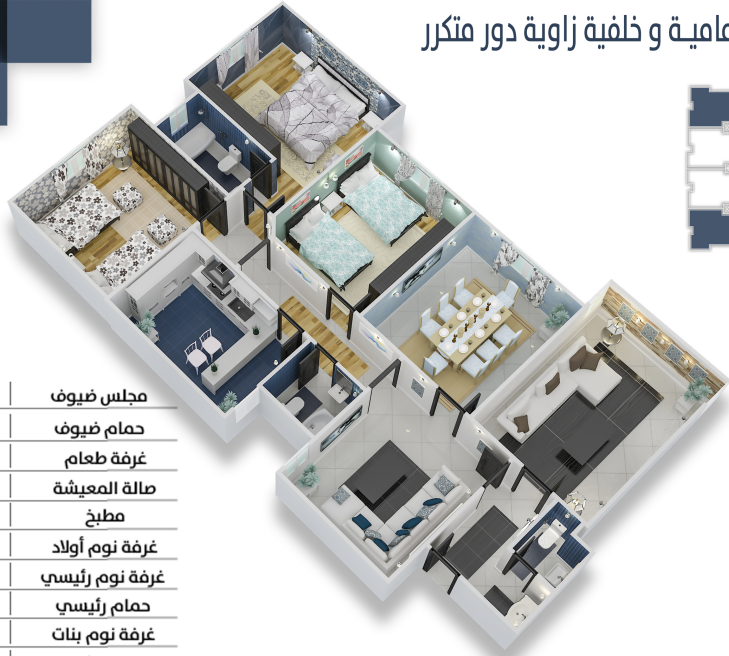 مامية و خلفية زاوية دور متكرر
مجلس ضيوف
حمام ضيوف
غرفة طعام
صالة المعيشة
مطبخ
غرفة نوم أولاد
غرفة نوم رئيسي
حمام رئيسي
غرفة نوم بنات